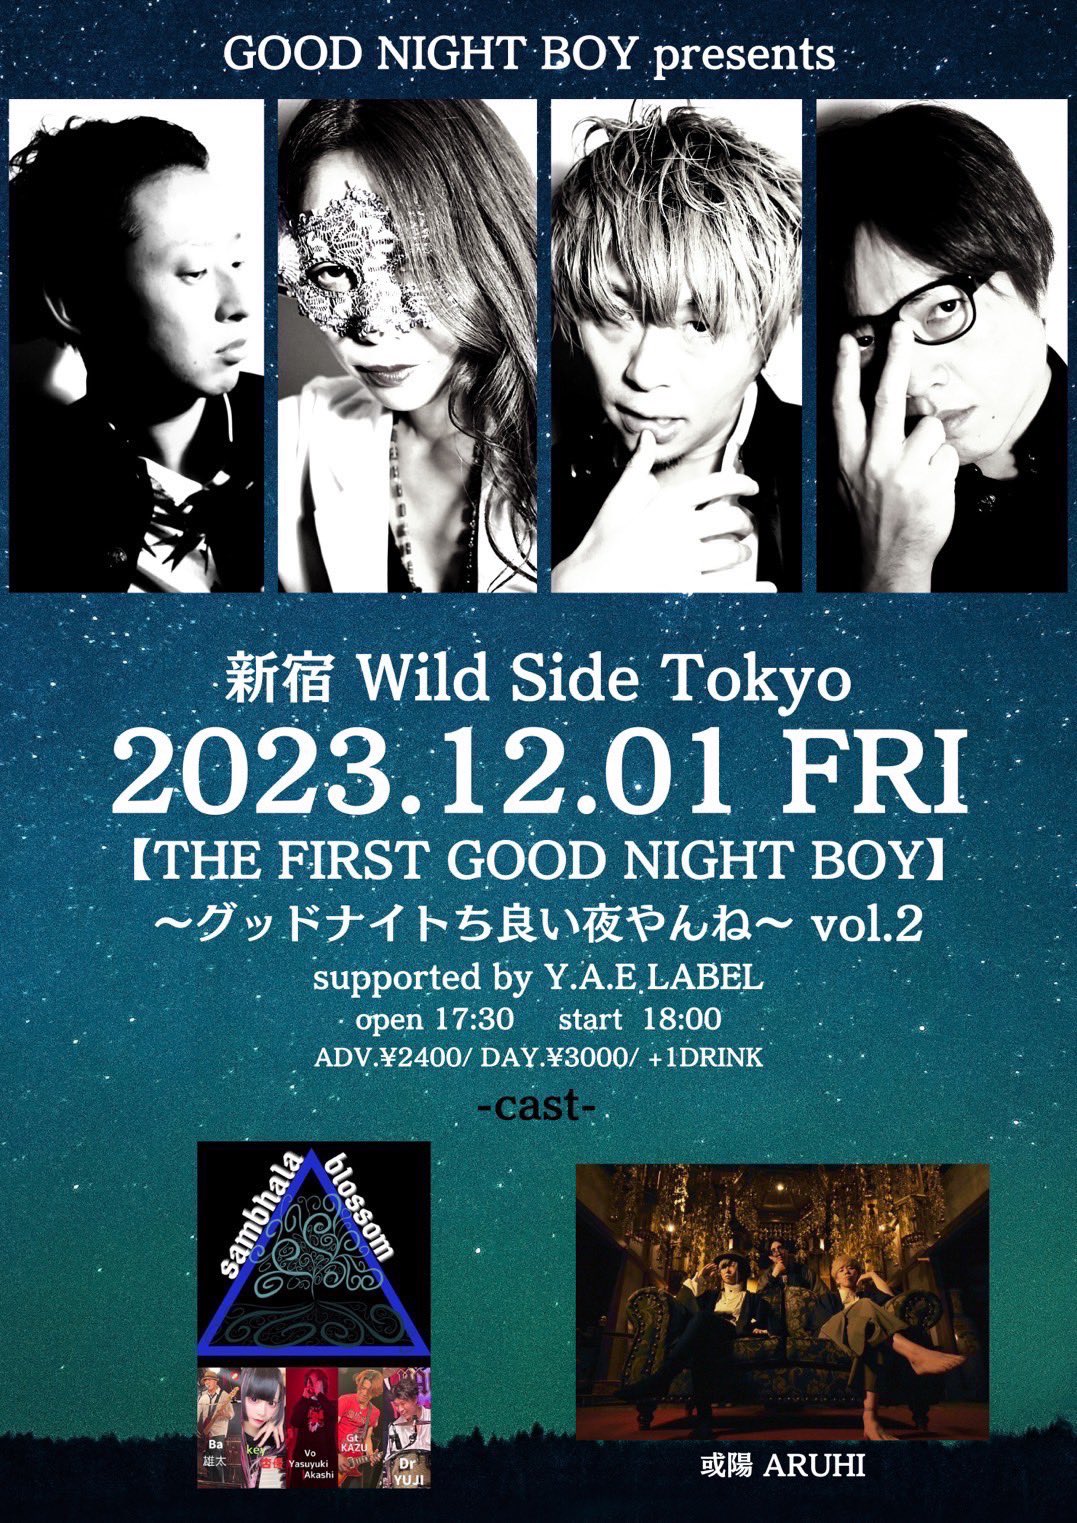 GOOD NIGHT BOY presents
新宿 Wild Side Tokyo
2023.12.01 FRI
【THE FIRST GOOD NIGHT BOY】
〜グッドナイトち良い夜やんね〜 vol.2
supported by Y.A.E LABEL
open 17:30 start 18:00
ADV.¥2400/ DAY.¥3000/ +1DRINK
-cast-
sambhala blossom
Ba
雄太
key
Vo
Yasuyuki
Akashi
Gt
KAZU
Dr
YUJI
或陽 ARUHI